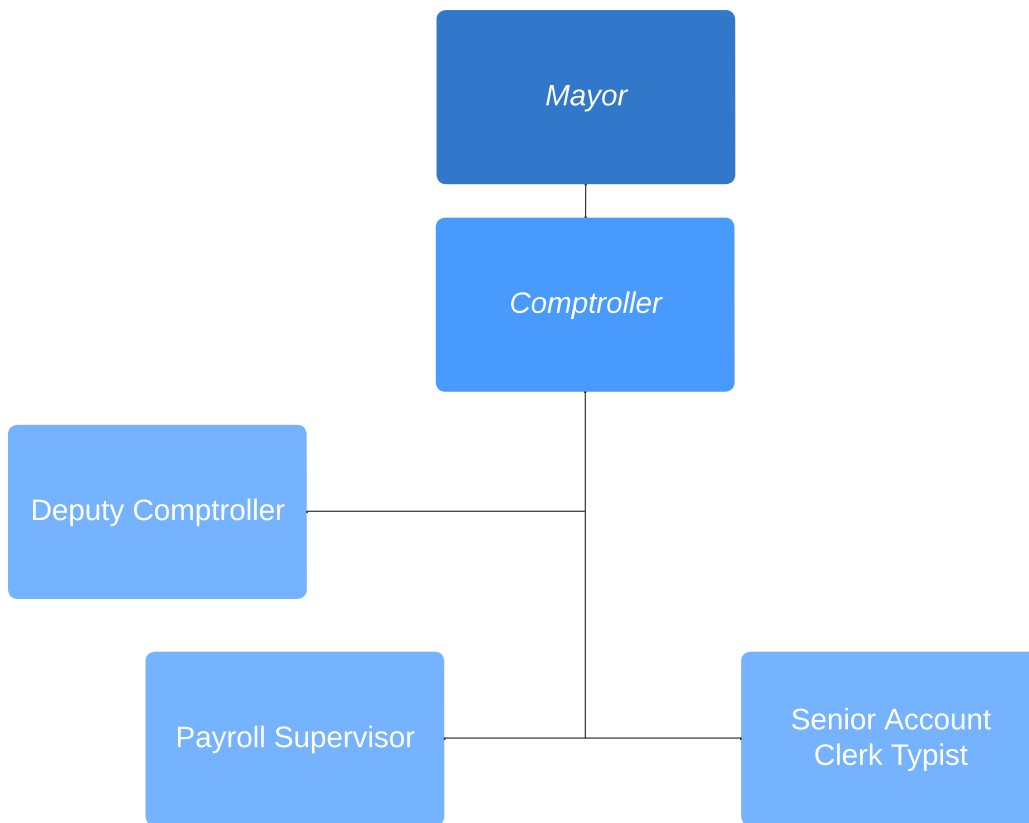 Mayor
Comptroller
Deputy Comptroller
Payroll Supervisor
Senior Account
Clerk Typist